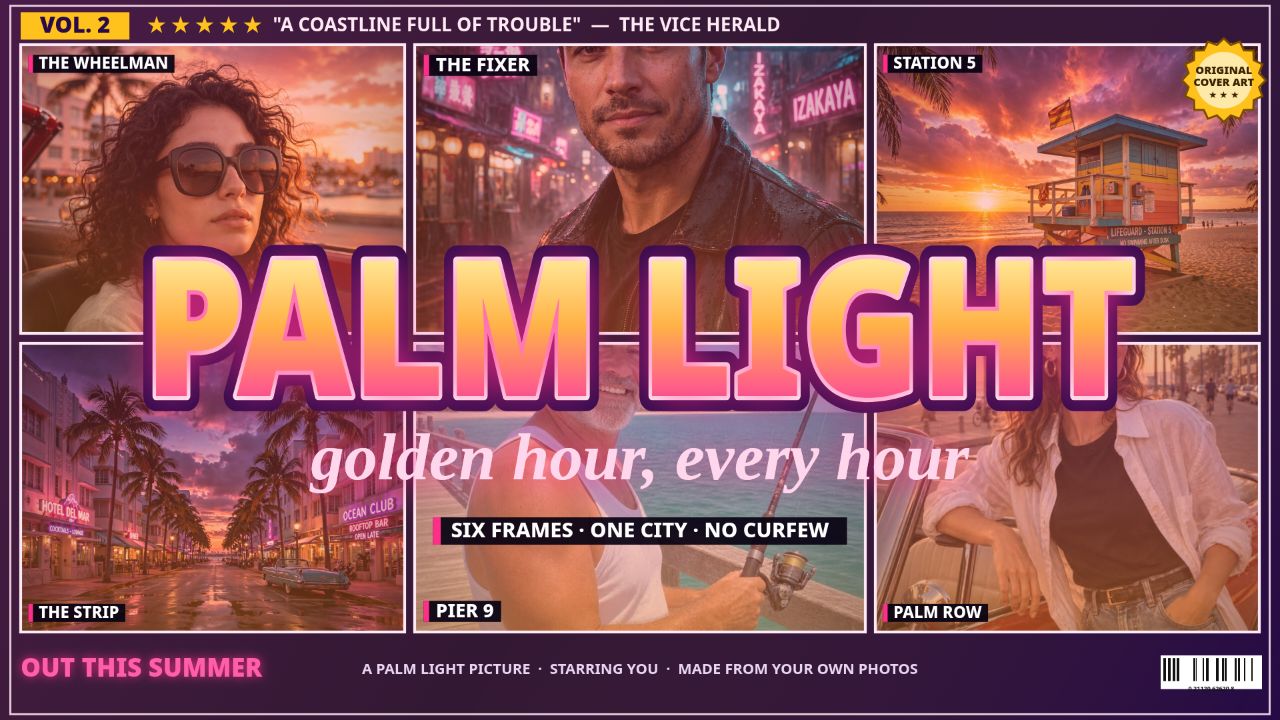 VOL. 2
★★★★★ "A COASTLINE FULL OF TROUBLE" — THE VICE HERALD
THE WHEELMAN
THE FIXER
IZAKAYA
IZAKAYA
STATION 5
ORIGINAL
COVER ART
★ ★ ★
LIFEGUARD - STATION 5
PALM LIGHT
golden hour, every hour
HOTEL DEL MAR
OCEAN CLUB
ROOFTOP BAR
OPEN LATE
SIX FRAMES · ONE CITY · NO CURFEW
THE STRIP
PIER 9
PALM ROW
OUT THIS SUMMER
A PALM LIGHT PICTURE · STARRING YOU · MADE FROM YOUR OWN PHOTOS